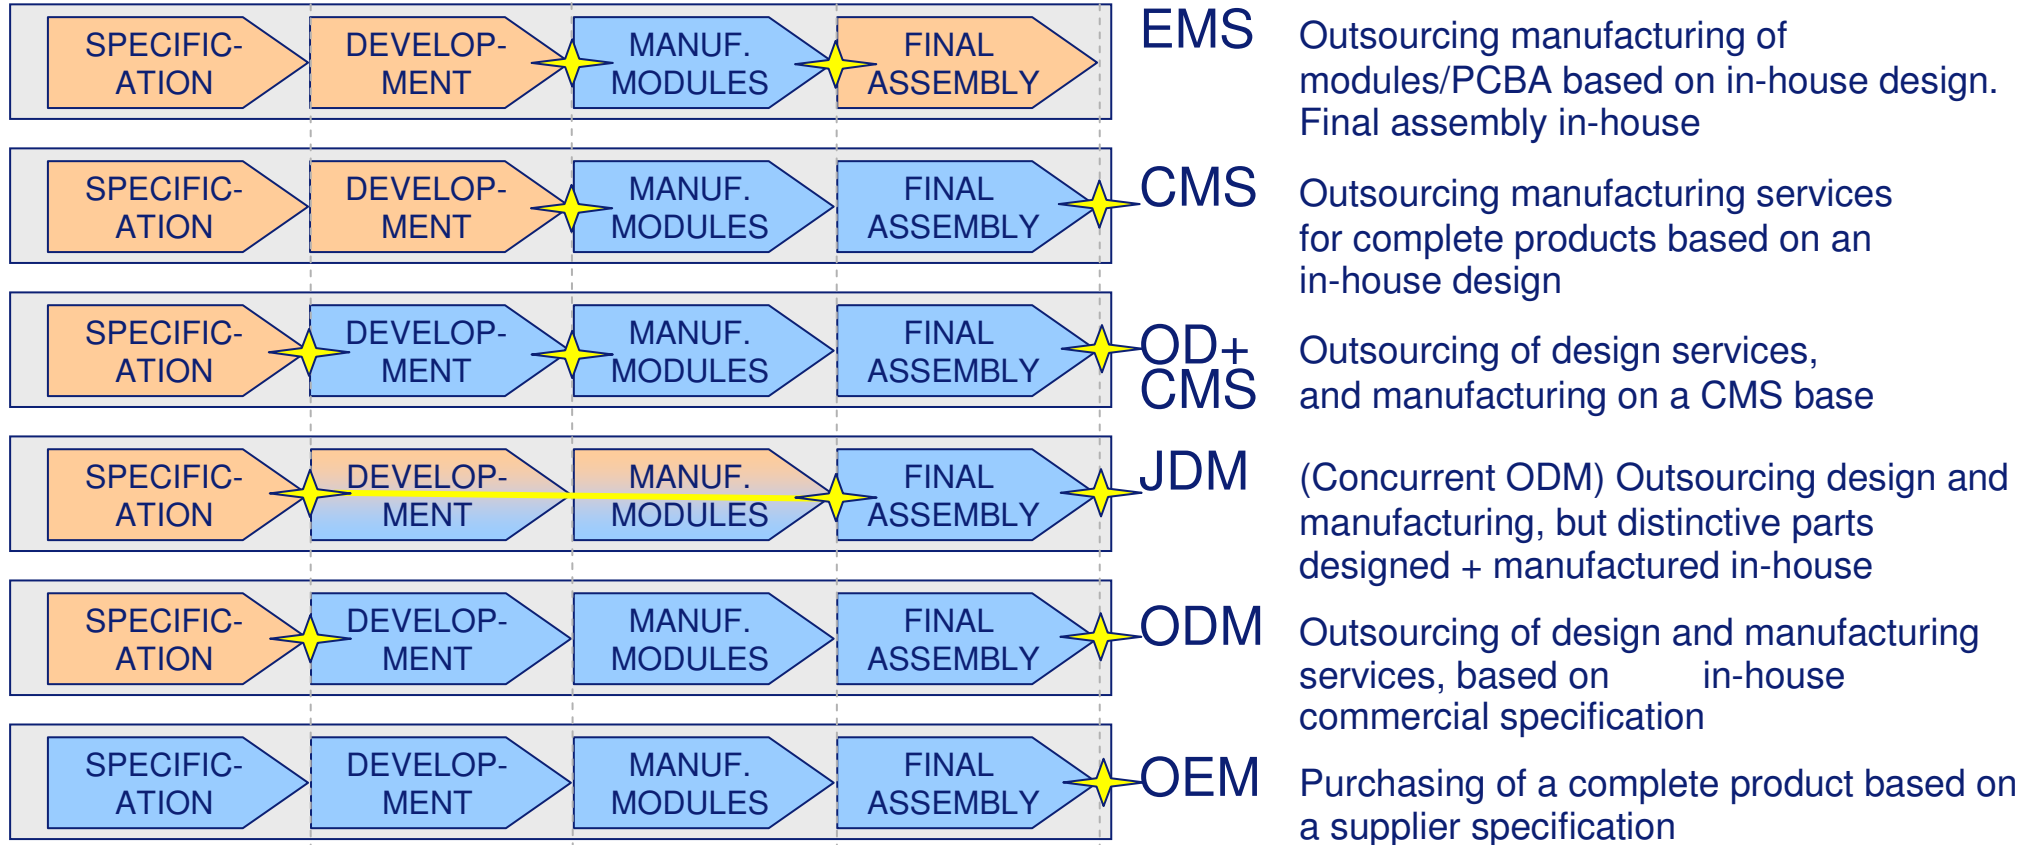 SPECIFIC-
ATION
DEVELOP-
MENT
MANUF.
MODULES
FINAL
ASSEMBLY
EMS
Outsourcing manufacturing of
modules/PCBA based on in-house design.
Final assembly in-house
SPECIFIC-
ATION
DEVELOP-
MENT
MANUF.
MODULES
FINAL
ASSEMBLY
CMS
Outsourcing manufacturing services
for complete products based on an
in-house design
SPECIFIC-
ATION
DEVELOP-
MENT
MANUF.
MODULES
FINAL
ASSEMBLY
OD+
CMS
Outsourcing of design services,
and manufacturing on a CMS base
SPECIFIC-
ATION
DEVELOP-
MENT
MANUF.
MODULES
FINAL
ASSEMBLY
JDM
(Concurrent ODM) Outsourcing design and
manufacturing, but distinctive parts
designed + manufactured in-house
SPECIFIC-
ATION
DEVELOP-
MENT
MANUF.
MODULES
FINAL
ASSEMBLY
ODM
Outsourcing of design and manufacturing
services, based on in-house
commercial specification
SPECIFIC-
ATION
DEVELOP-
MENT
MANUF.
MODULES
FINAL
ASSEMBLY
OEM
Purchasing of a complete product based on
a supplier specification